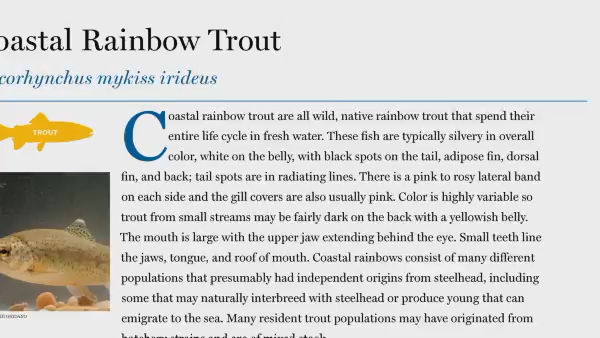 oastal Rainbow Trout
corhynchus mykiss irideus
TROUT
Coastal rainbow trout are all wild, native rainbow trout that spend their
entire life cycle in fresh water. These fish are typically silvery in overall
color, white on the belly, with black spots on the tail, adipose fin, dorsal
fin, and back; tail spots are in radiating lines. There is a pink to rosy lateral band
on each side and the gill covers are also usually pink. Color is highly variable so
trout from small streams may be fairly dark on the back with a yellowish belly.
The mouth is large with the upper jaw extending behind the eye. Small teeth line
the jaws, tongue, and roof of mouth. Coastal rainbows consist of many different
populations that presumably had independent origins from steelhead, including
some that may naturally interbreed with steelhead or produce young that can
emigrate to the sea. Many resident trout populations may have originated from
hatchery strains and are of mixed stock.